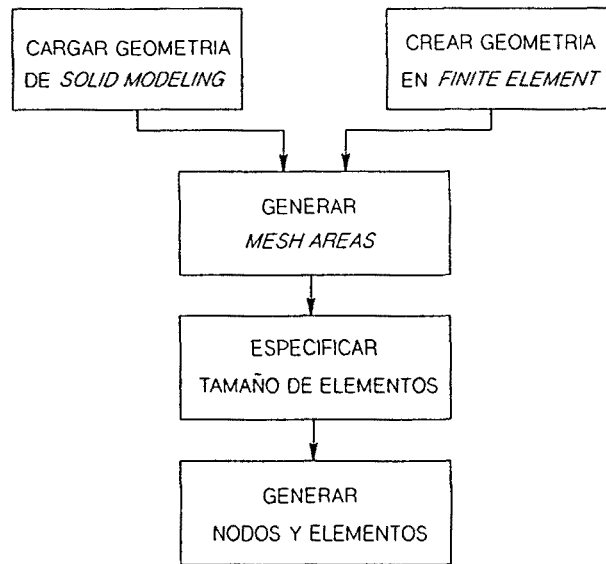 CARGAR GEOMETRIA
DE SOLID MODELING
CREAR GEOMETRIA
EN FINITE ELEMENT
GENERAR
MESH AREAS
ESPECIFICAR
TAMAÑO DE ELEMENTOS
GENERAR
NODOS Y ELEMENTOS